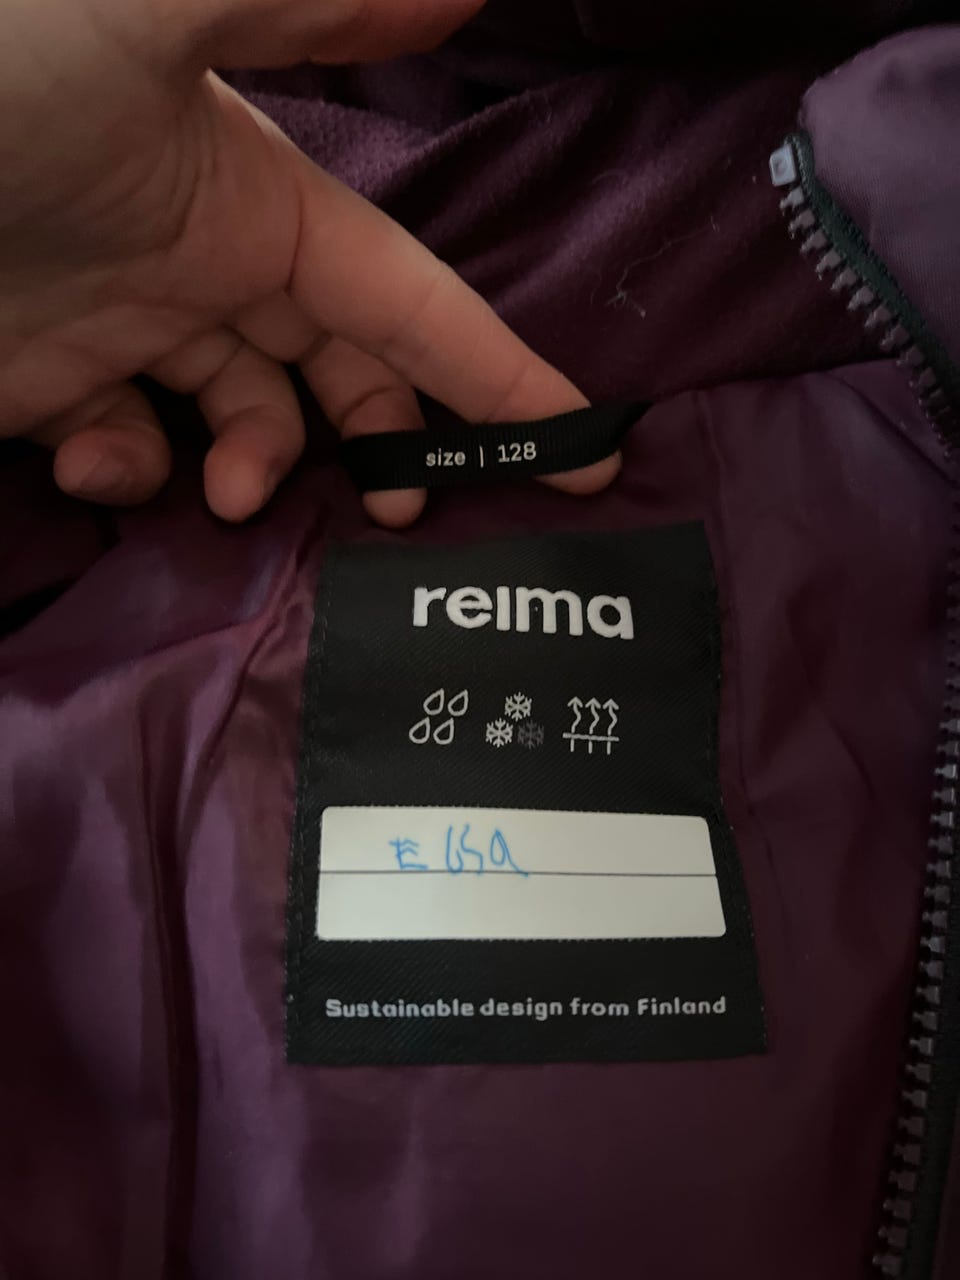 size | 128
reima
Elsa
Sustainable design from Finland